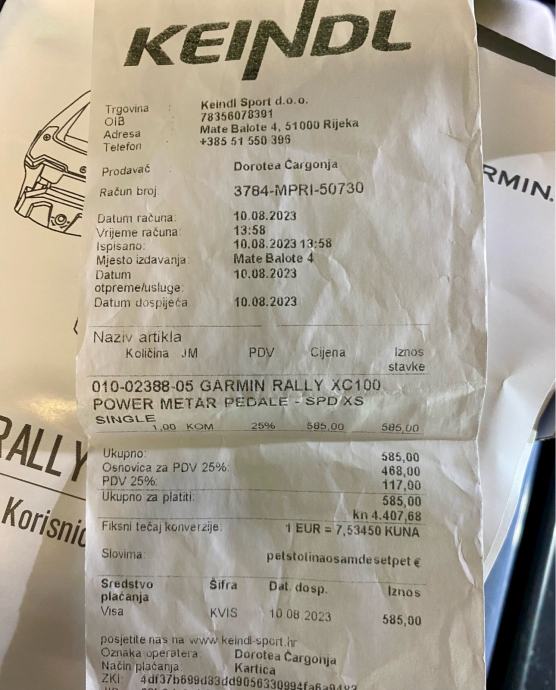 KEINDL
Trgovina : Keindl Sport d.o.o.
OIB : 78356078391
Adresa : Mate Balote 4, 51000 Rijeka
Telefon : +385 51 550 396
Prodavač : Dorotea Čargonja
Račun broj: 3784-MPRI-50730
Datum računa: 10.08.2023
Vrijeme računa: 13:58
Ispisano: 10.08.2023 13:58
Mjesto izdavanja: Mate Balote 4
Datum 10.08.2023
otpreme/usluge:
Datum dospijeća 10.08.2023
Naziv artikla
Količina JM PDV Cijena Iznos
stavke
010-02388-05 GARMIN RALLY XC100
POWER METAR PEDALE - SPD XS
SINGLE
1,00 KOM 25% 585,00 585,00
Ukupno: 585,00
Osnovica za PDV 25%: 468,00
PDV 25%: 117,00
Ukupno za platiti: 585,00
kn 4.407,68
Fiksni tečaj konverzije: 1 EUR = 7,53450 KUNA
Slovima: petstotinaosamdesetpet €
Sredstvo Šifra Dat. dosp. Iznos
plaćanja
Visa KVIS 10.08.2023 585,00
posjetite nas na www.keindl-sport.hr
Oznaka operatera: Dorotea Čargonja
Način plaćanja: Kartica
ZKI:
RMIN.
RALLY
Korisnic